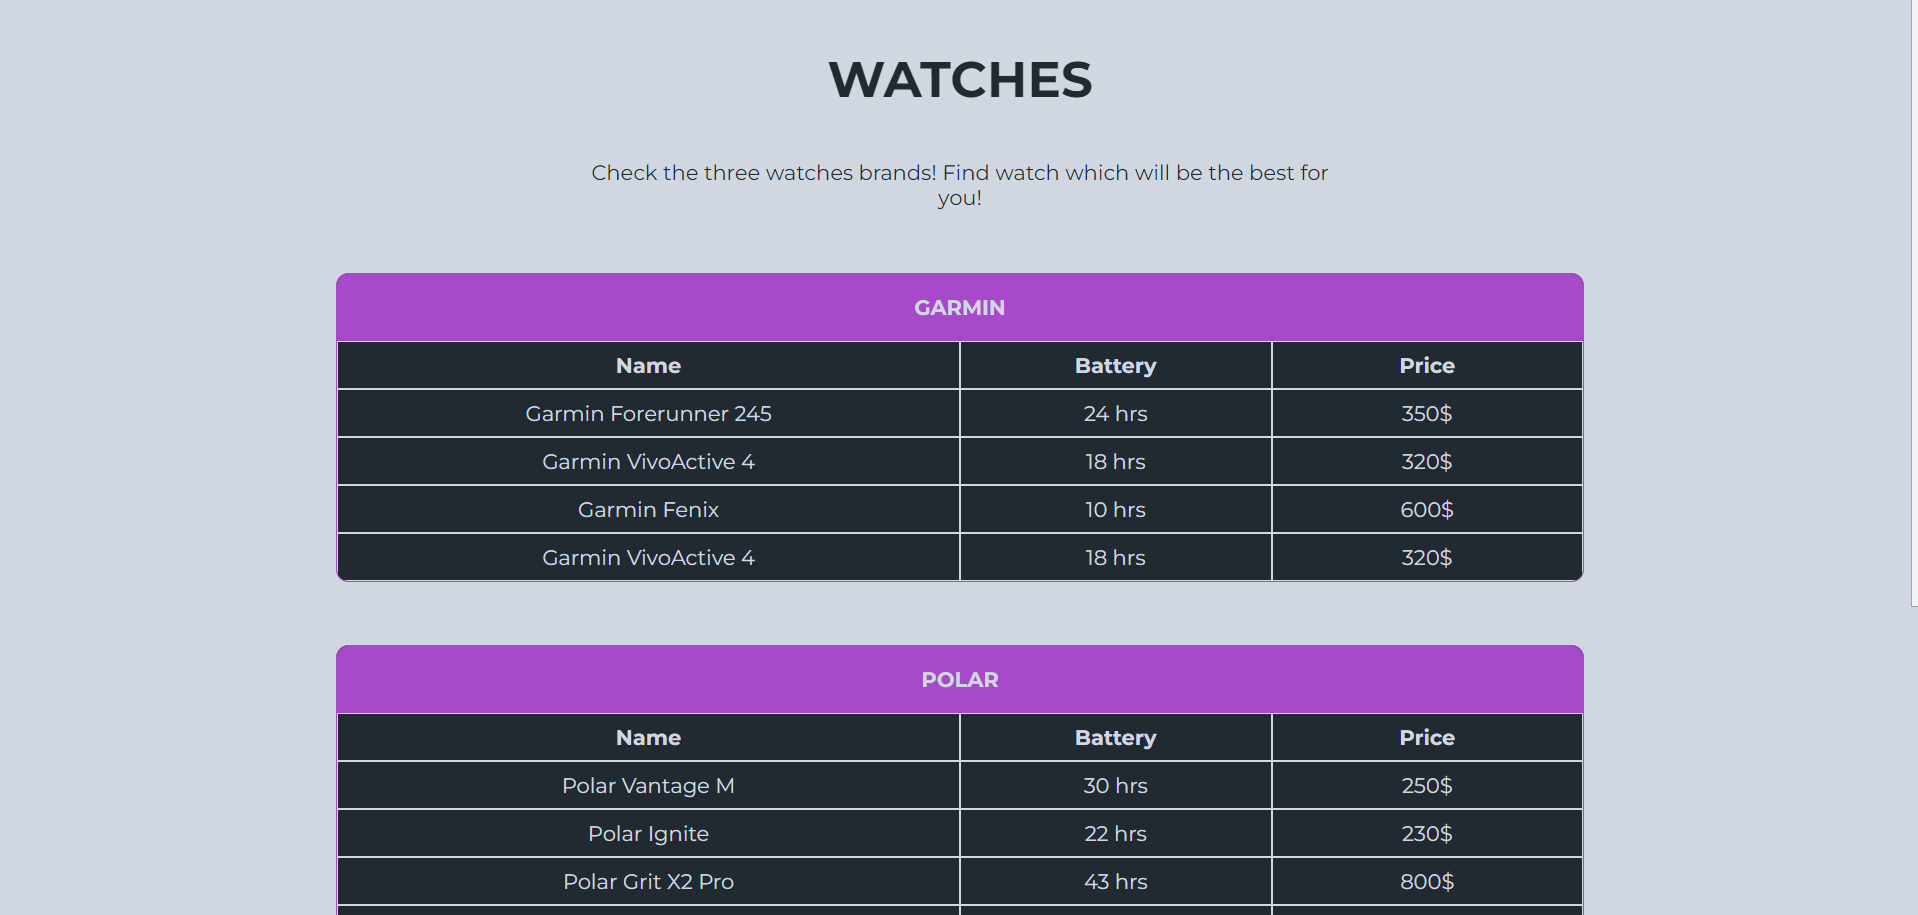 WATCHES
Check the three watches brands! Find watch which will be the best for
you!
GARMIN
Name Battery Price
Garmin Forerunner 245 24 hrs 350$
Garmin VivoActive 4 18 hrs 320$
Garmin Fenix 10 hrs 600$
Garmin VivoActive 4 18 hrs 320$
POLAR
Name Battery Price
Polar Vantage M 30 hrs 250$
Polar Ignite 22 hrs 230$
Polar Grit X2 Pro 43 hrs 800$